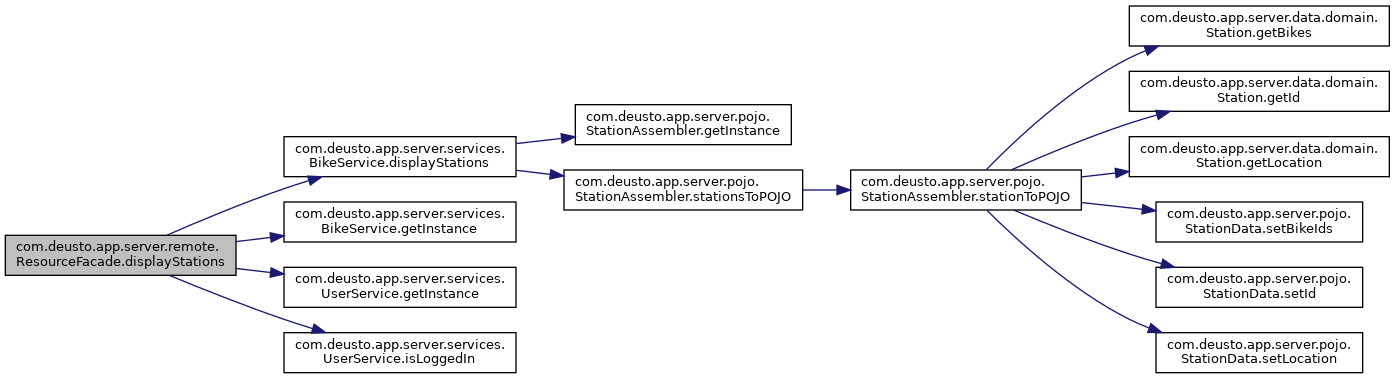 com.deusto.app.server.remote.
ResourceFacade.displayStations
com.deusto.app.server.services.
BikeService.displayStations
com.deusto.app.server.services.
BikeService.getInstance
com.deusto.app.server.services.
UserService.getInstance
com.deusto.app.server.services.
UserService.isLoggedIn
com.deusto.app.server.pojo.
StationAssembler.getInstance
com.deusto.app.server.pojo.
StationAssembler.stationsToPOJO
com.deusto.app.server.pojo.
StationAssembler.stationToPOJO
com.deusto.app.server.data.domain.
Station.getBikes
com.deusto.app.server.data.domain.
Station.getId
com.deusto.app.server.data.domain.
Station.getLocation
com.deusto.app.server.pojo.
StationData.setBikeIds
com.deusto.app.server.pojo.
StationData.setId
com.deusto.app.server.pojo.
StationData.setLocation